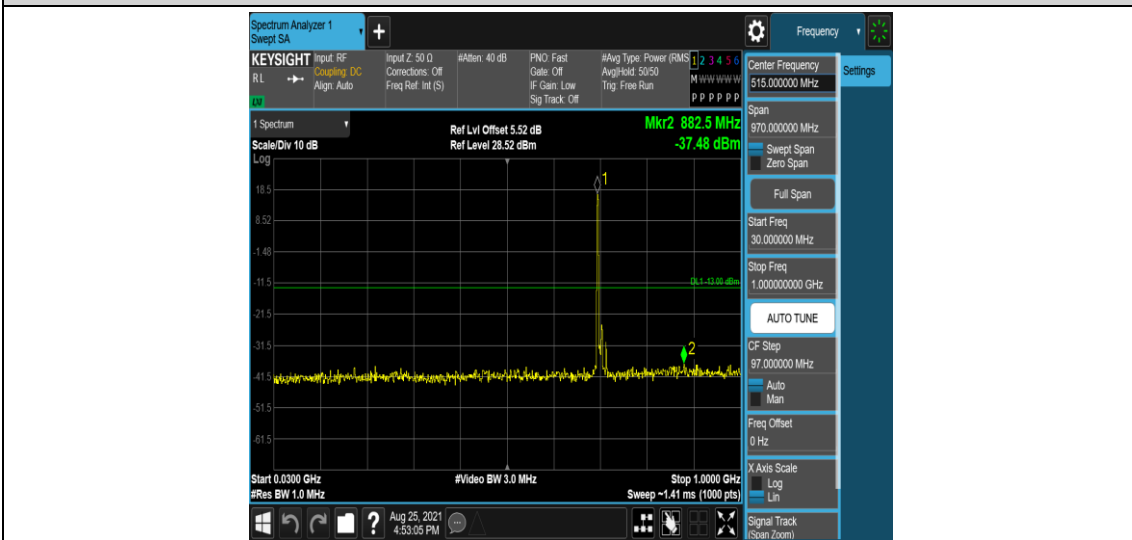 Spectrum Analyzer 1
Swept SA
+
Frequency
KEYSIGHT
RL
LNI
Input: RF
Coupling: DC
Align: Auto
Input Z: 50 Ω
Corrections: Off
Freq Ref: Int (S)
#Atten: 40 dB
PNO: Fast
Gate: Off
IF Gain: Low
Sig Track: Off
#Avg Type: Power (RMS
Avg|Hold: 50/50
Trig: Free Run
1 2 3 4 5 6
M W W W W W
P P P P P P
Center Frequency
515.000000 MHz
Settings
Span
970.000000 MHz
Swept Span
Zero Span
Full Span
Start Freq
30.000000 MHz
Stop Freq
1.000000000 GHz
AUTO TUNE
CF Step
97.000000 MHz
Auto
Man
Freq Offset
0 Hz
X Axis Scale
Log
Lin
Signal Track
(Span Zoom)
1 Spectrum
Scale/Div 10 dB
Log
Ref Lvl Offset 5.52 dB
Ref Level 28.52 dBm
Mkr2 882.5 MHz
-37.48 dBm
1
18.5
8.52
-1.48
-11.5
DL1 -13.00 dBm
-21.5
-31.5
2
-41.5
-51.5
-61.5
Start 0.0300 GHz
#Res BW 1.0 MHz
#Video BW 3.0 MHz
Stop 1.0000 GHz
Sweep ~1.41 ms (1000 pts)
?
Aug 25, 2021
4:53:05 PM